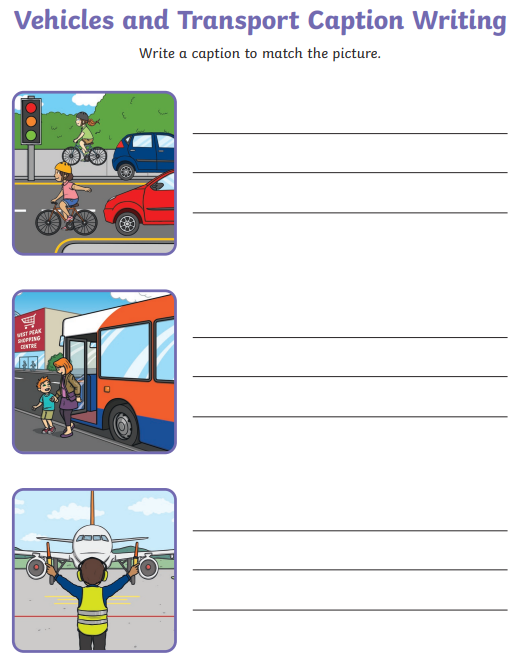 Vehicles and Transport Caption Writing
Write a caption to match the picture.
WEST PEAK
SHOPPING
CENTRE